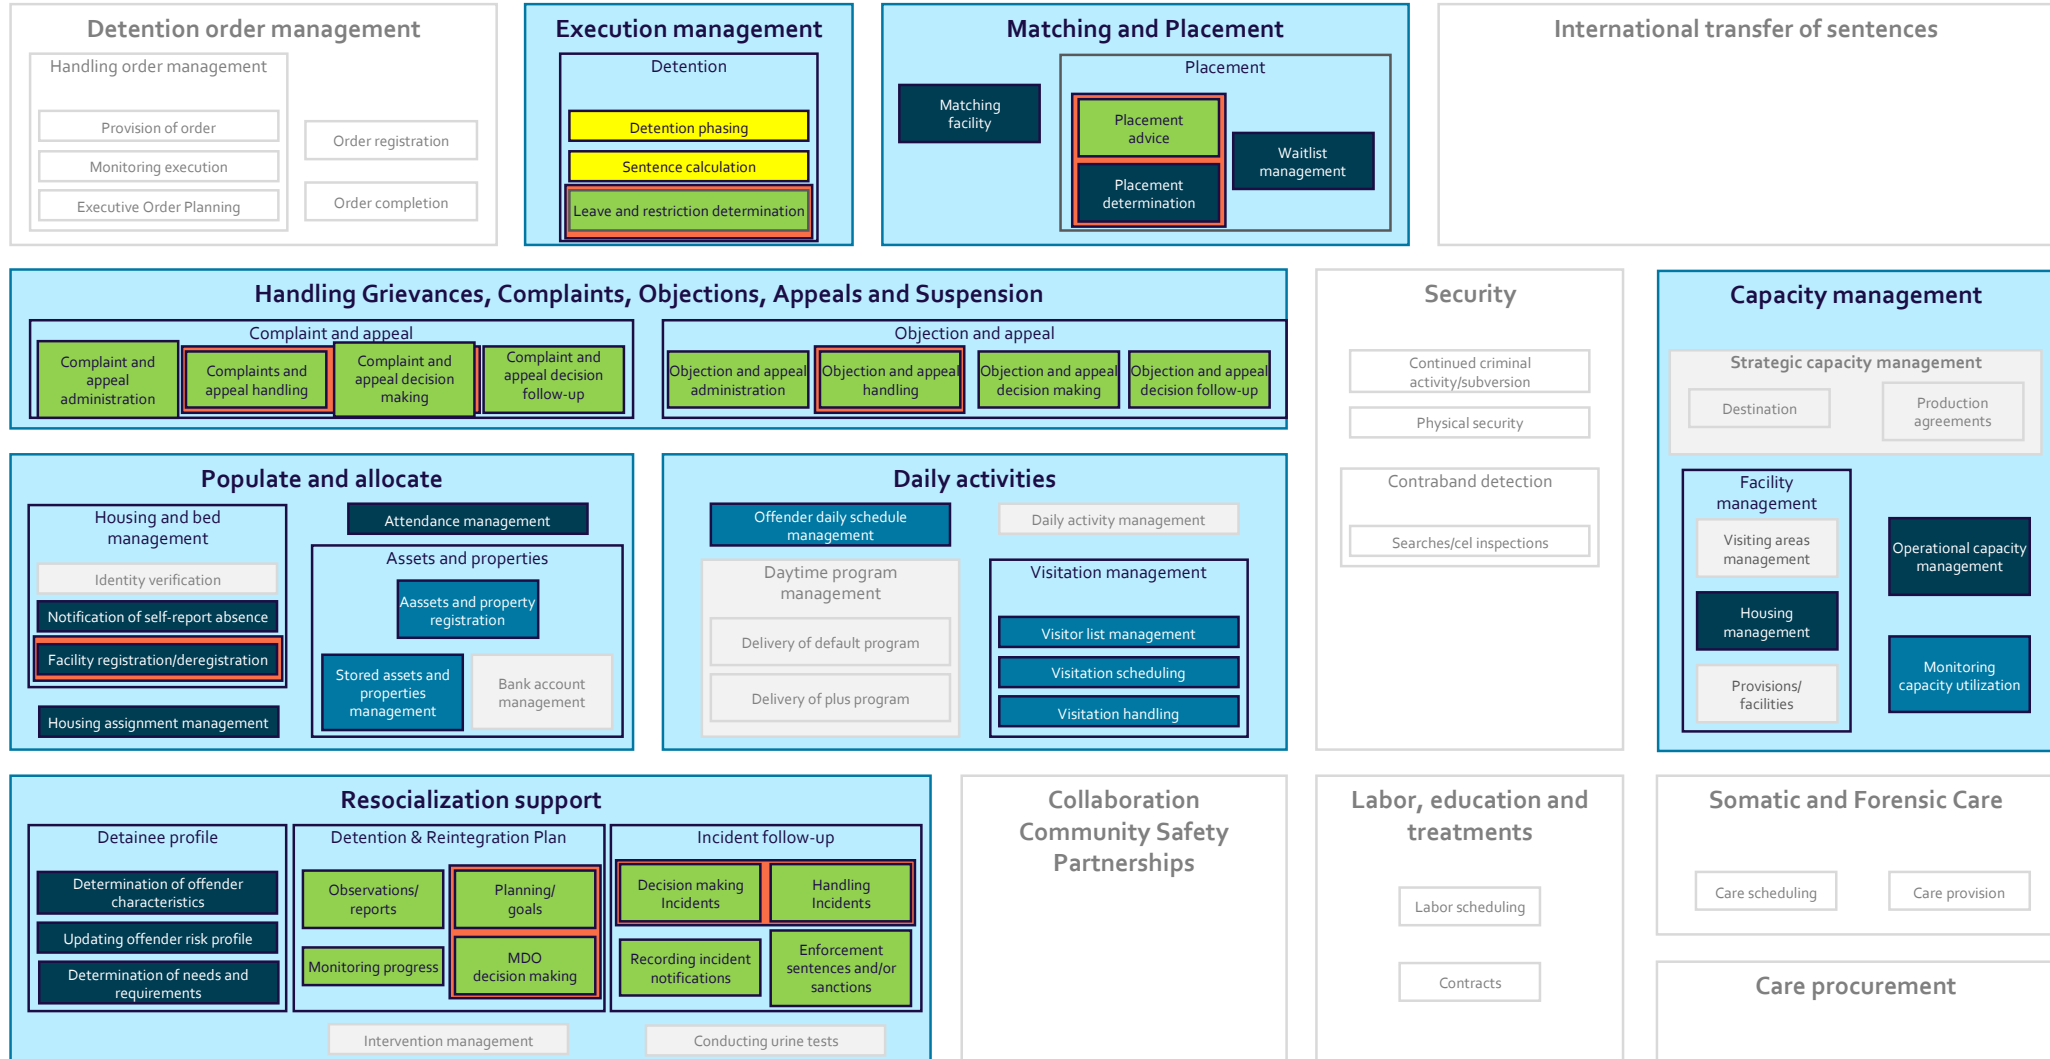 Detention order management
Handling order management
Provision of order
Monitoring execution
Executive Order Planning
Order registration
Order completion
Execution management
Detention
Detention phasing
Sentence calculation
Leave and restriction determination
Matching and Placement
Matching
facility
Placement
Placement
advice
Placement
determination
Waitlist
management
International transfer of sentences
Handling Grievances, Complaints, Objections, Appeals and Suspension
Complaint and appeal
Complaint and
appeal
administration
Complaints and
appeal handling
Complaint and
appeal decision
making
Complaint and
appeal decision
follow-up
Objection and appeal
Objection and appeal
administration
Objection and appeal
handling
Objection and appeal
decision making
Objection and appeal
decision follow-up
Security
Continued criminal
activity/subversion
Physical security
Contraband detection
Searches/cel inspections
Capacity management
Strategic capacity management
Destination
Production
agreements
Facility
management
Visiting areas
management
Housing
management
Provisions/
facilities
Operational capacity
management
Monitoring
capacity utilization
Populate and allocate
Housing and bed
management
Identity verification
Notification of self-report absence
Facility registration/deregistration
Housing assignment management
Attendance management
Assets and properties
Aassets and property
registration
Stored assets and
properties
management
Bank account
management
Daily activities
Offender daily schedule
management
Daily activity management
Daytime program
management
Delivery of default program
Delivery of plus program
Visitation management
Visitor list management
Visitation scheduling
Visitation handling
Resocialization support
Detainee profile
Determination of offender
characteristics
Updating offender risk profile
Determination of needs and
requirements
Detention & Reintegration Plan
Observations/
reports
Planning/
goals
Monitoring progress
MDO
decision making
Incident follow-up
Decision making
Incidents
Handling
Incidents
Recording incident
notifications
Enforcement
sentences and/or
sanctions
Intervention management
Conducting urine tests
Collaboration
Community Safety
Partnerships
Labor, education and
treatments
Labor scheduling
Contracts
Somatic and Forensic Care
Care scheduling
Care provision
Care procurement